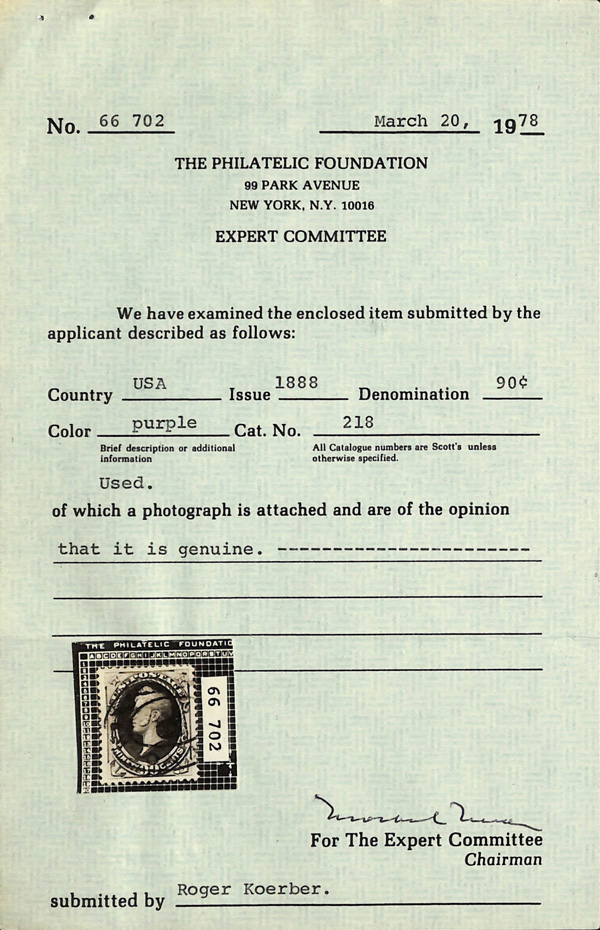 No. 66 702 March 20, 1978
THE PHILATELIC FOUNDATION
99 PARK AVENUE
NEW YORK, N.Y. 10016
EXPERT COMMITTEE
We have examined the enclosed item submitted by the
applicant described as follows:
Country USA Issue 1888 Denomination 90¢
Color purple Cat. No. 218
Brief description or additional information
All Catalogue numbers are Scott's unless otherwise specified.
Used.
of which a photograph is attached and are of the opinion
that it is genuine. -----------------------
THE PHILATELIC FOUNDATIO
ABCDEFGHIJKLMNOPQRSTUV
66 702
For The Expert Committee
Chairman
submitted by Roger Koerber.